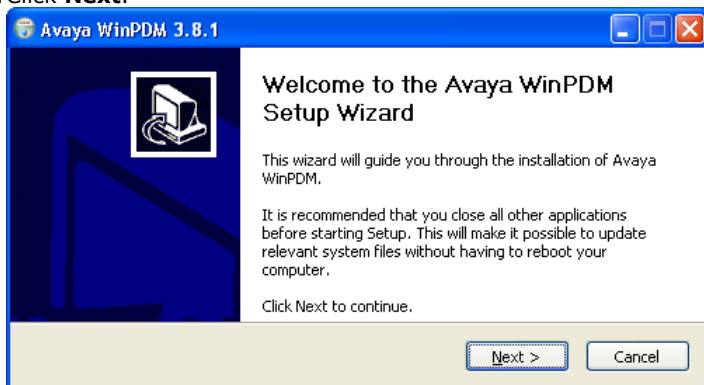 Click Next.
Avaya WinPDM 3.8.1
Welcome to the Avaya WinPDM
Setup Wizard
This wizard will guide you through the installation of Avaya
WinPDM.
It is recommended that you close all other applications
before starting Setup. This will make it possible to update
relevant system files without having to reboot your
computer.
Click Next to continue.
Next >
Cancel